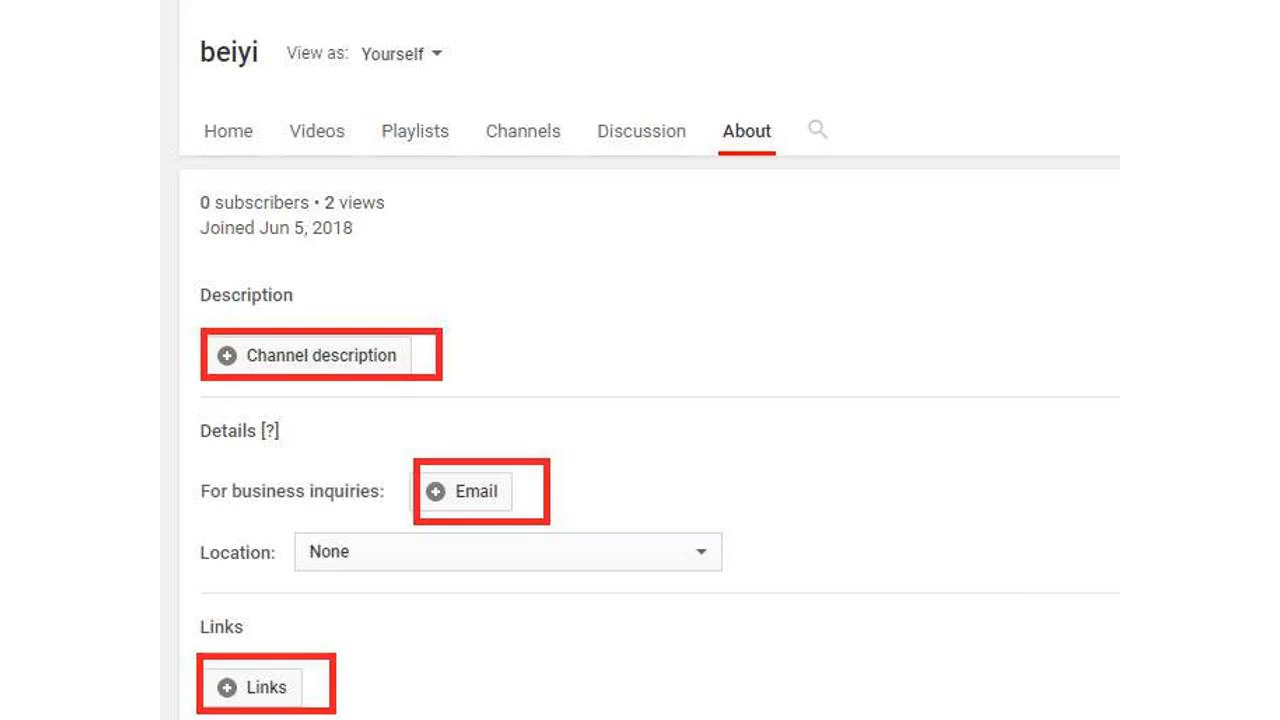 beiyi View as: Yourself
Home Videos Playlists Channels Discussion About
0 subscribers • 2 views
Joined Jun 5, 2018
Description
Channel description
Details [?]
For business inquiries: Email
Location: None
Links
Links